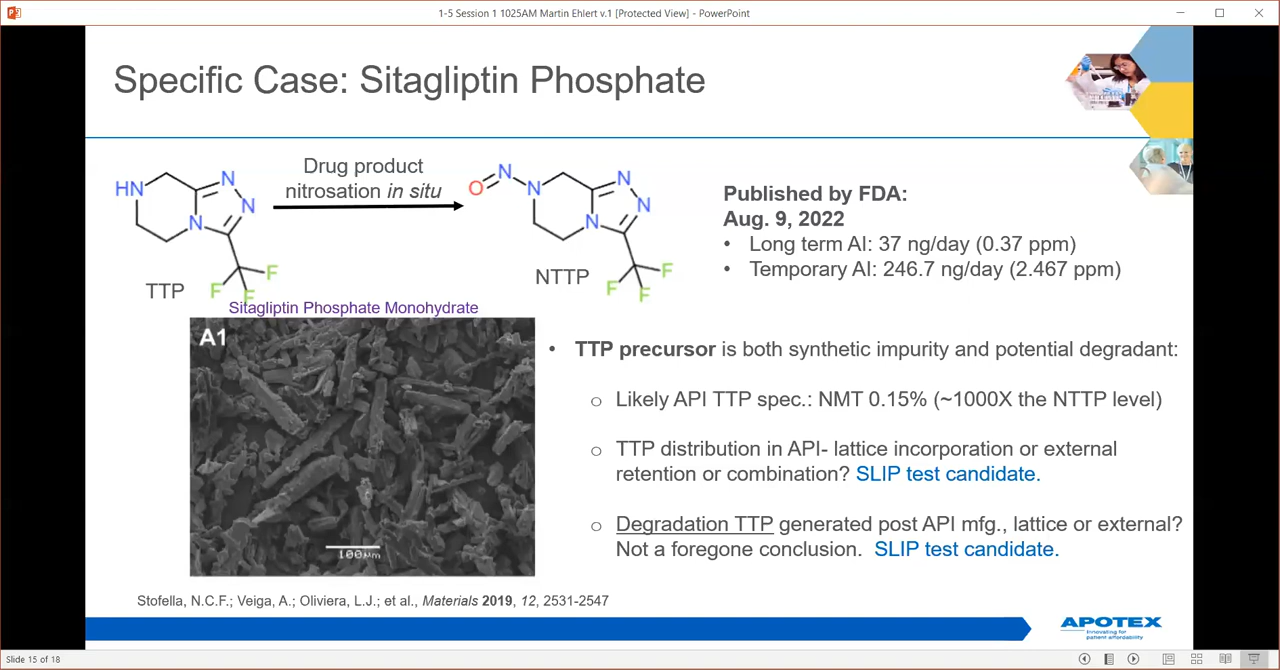 1-5 Session 1 1025AM Martin Ehlert v.1 [Protected View] - PowerPoint
Specific Case: Sitagliptin Phosphate
Drug product
nitrosation in situ
HN
N
N
N
TTP
F
F
F
O
N
N
N
N
N
NTTP
F
F
F
Published by FDA:
Aug. 9, 2022
• Long term AI: 37 ng/day (0.37 ppm)
• Temporary AI: 246.7 ng/day (2.467 ppm)
Sitagliptin Phosphate Monohydrate
A1
100μm
• TTP precursor is both synthetic impurity and potential degradant:
o Likely API TTP spec.: NMT 0.15% (~1000X the NTTP level)
o TTP distribution in API- lattice incorporation or external
retention or combination? SLIP test candidate.
o Degradation TTP generated post API mfg., lattice or external?
Not a foregone conclusion. SLIP test candidate.
Stofella, N.C.F.; Veiga, A.; Oliviera, L.J.; et al., Materials 2019, 12, 2531-2547
APOTEX
Innovating for
patient affordability
Slide 15 of 18